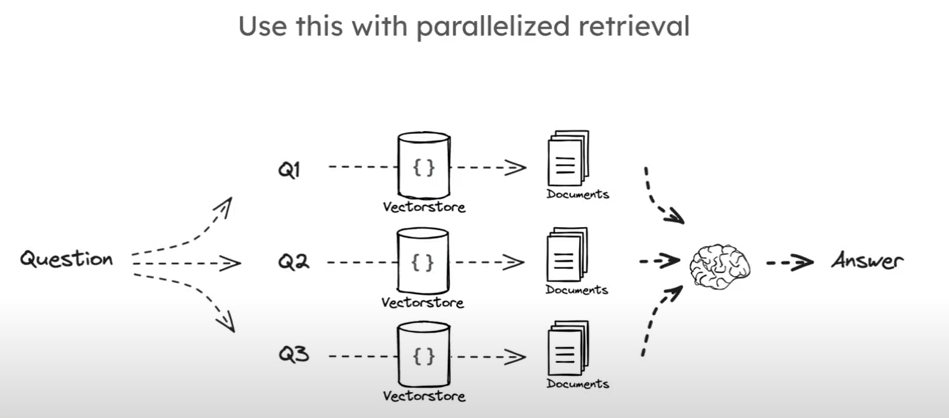 Use this with parallelized retrieval
Q1
{}
Vectorstore
Documents
Question
Q2
{}
Vectorstore
Documents
Answer
Q3
{}
Vectorstore
Documents